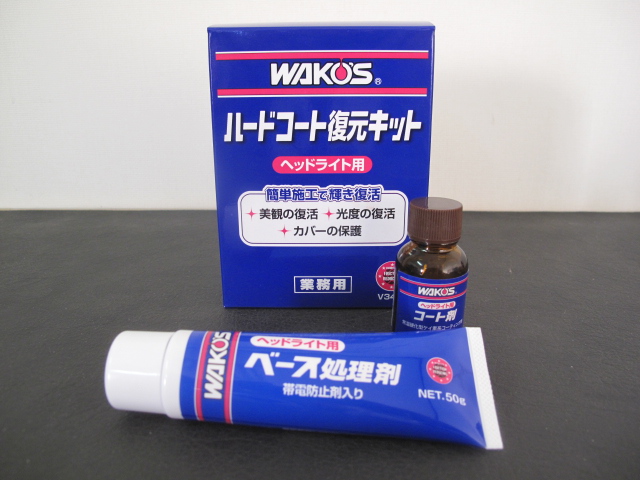 WAKO'S®
ハードコート復元キット
ヘッドライト用
簡単施工で輝き復活
美観の復活 光度の復活
カバーの保護
業務用
V34
WAKO'S
ヘッドライト用
コート剤
WAKO'S
ヘッドライト用
ベース処理剤
帯電防止剤入り
NET.50g